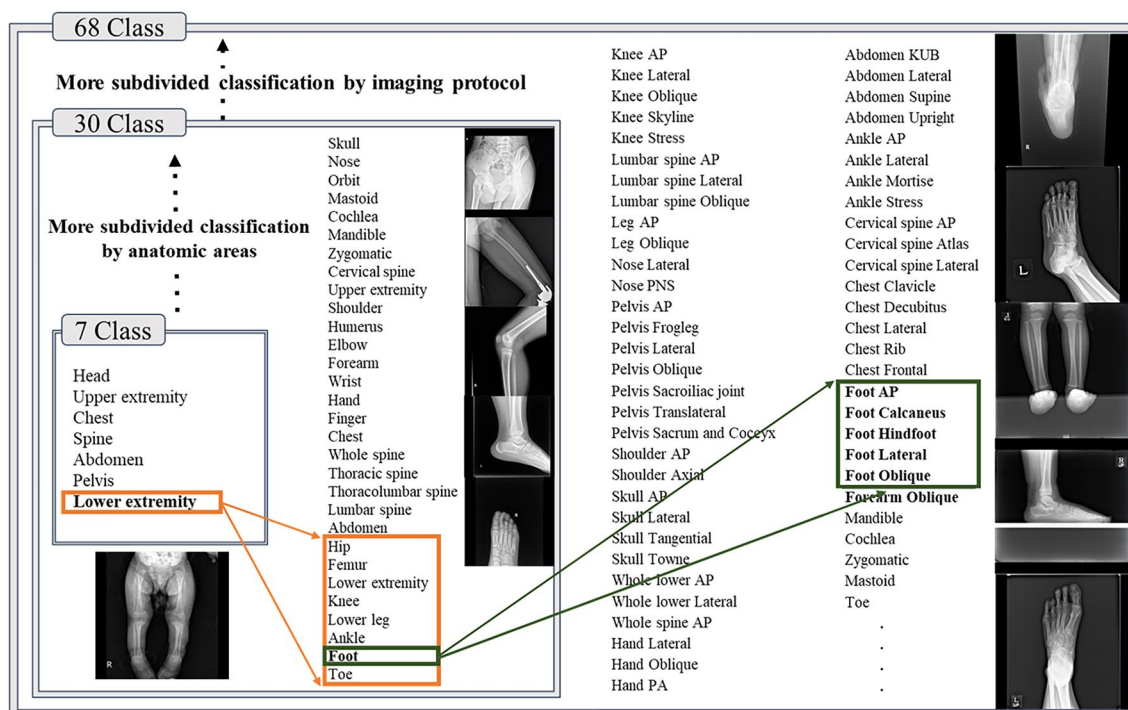 68 Class
More subdivided classification by imaging protocol
30 Class
More subdivided classification
by anatomic areas
7 Class
Head
Upper extremity
Chest
Spine
Abdomen
Pelvis
Lower extremity
R
Skull
Nose
Orbit
Mastoid
Cochlea
Mandible
Zygomatic
Cervical spine
Upper extremity
Shoulder
Humerus
Elbow
Forearm
Wrist
Hand
Finger
Chest
Whole spine
Thoracic spine
Thoracolumbar spine
Lumbar spine
Abdomen
Hip
Femur
Lower extremity
Knee
Lower leg
Ankle
Foot
Toe
Knee AP
Knee Lateral
Knee Oblique
Knee Skyline
Knee Stress
Lumbar spine AP
Lumbar spine Lateral
Lumbar spine Oblique
Leg AP
Leg Oblique
Nose Lateral
Nose PNS
Pelvis AP
Pelvis Frogleg
Pelvis Lateral
Pelvis Oblique
Pelvis Sacroiliac joint
Pelvis Translateral
Pelvis Sacrum and Coccyx
Shoulder AP
Shoulder Axial
Skull AP
Skull Lateral
Skull Tangential
Skull Towne
Whole lower AP
Whole lower Lateral
Whole spine AP
Hand Lateral
Hand Oblique
Hand PA
Abdomen KUB
Abdomen Lateral
Abdomen Supine
Abdomen Upright
Ankle AP
Ankle Lateral
Ankle Mortise
Ankle Stress
Cervical spine AP
Cervical spine Atlas
Cervical spine Lateral
Chest Clavicle
Chest Decubitus
Chest Lateral
Chest Rib
Chest Frontal
Foot AP
Foot Calcaneus
Foot Hindfoot
Foot Lateral
Foot Oblique
Forearm Oblique
Mandible
Cochlea
Zygomatic
Mastoid
Toe
.
.
.
R
L